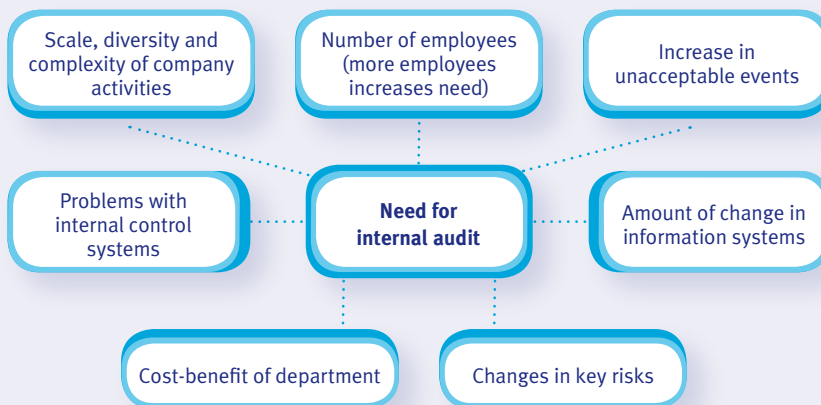 Scale, diversity and
complexity of company
activities
Number of employees
(more employees
increases need)
Increase in
unacceptable events
Problems with
internal control
systems
Need for
internal audit
Amount of change in
information systems
Cost-benefit of department
Changes in key risks